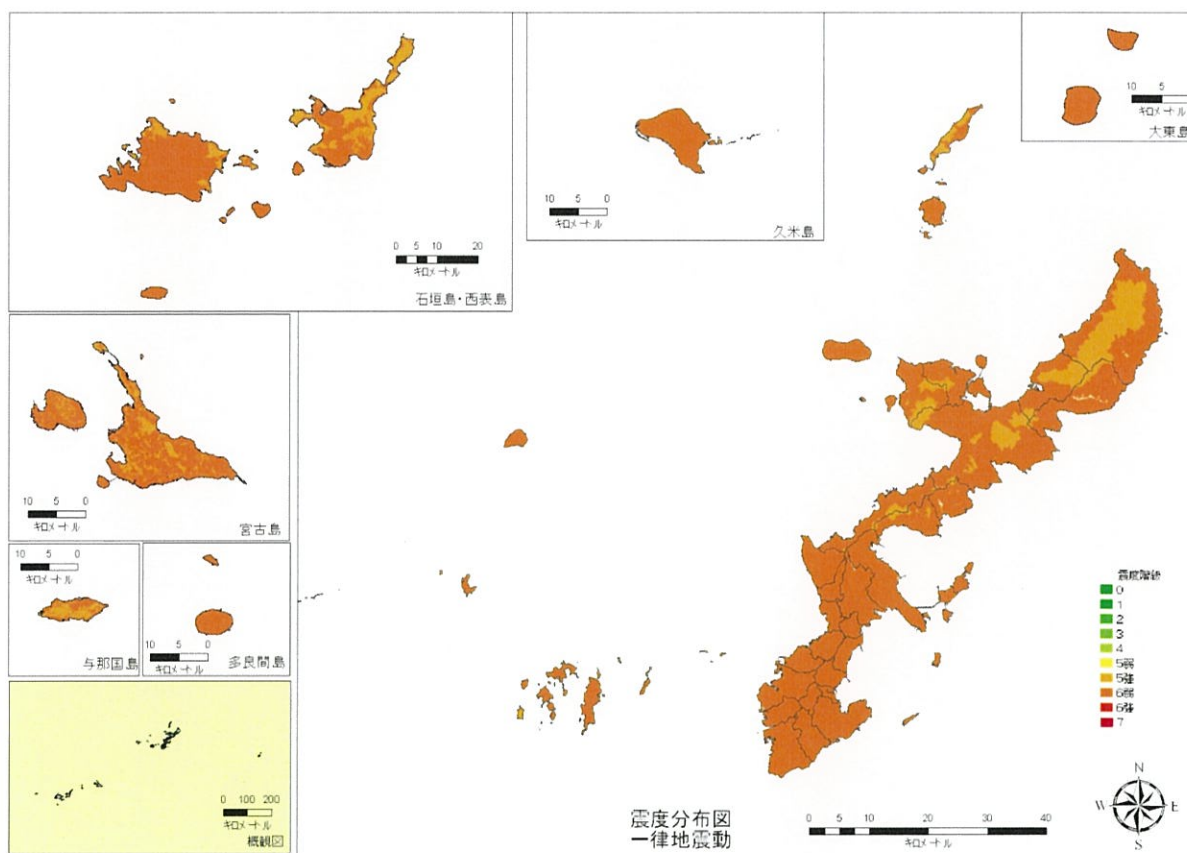 0 5 10 20
キロメートル
石垣島・西表島
10 5 0
キロメートル
久米島
10 5
キロメートル
大東島
10 5 0
キロメートル
宮古島
10 5 0
キロメートル
与那国島
10 5 0
キロメートル
多良間島
0 100 200
キロメートル
概観図
震度階級
0
1
2
3
4
5弱
5強
6弱
6強
7
震度分布図
一律地震動
0 5 10 20 30 40
キロメートル
N
W E
S